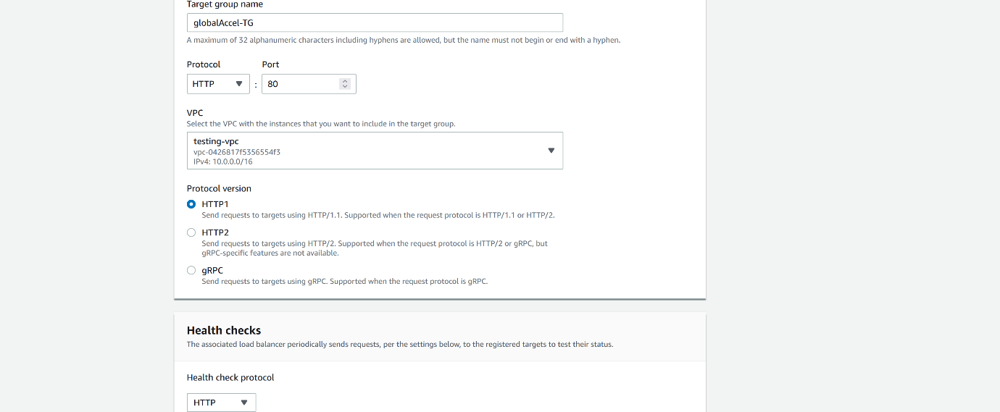 Target group name
globalAccel-TG
A maximum of 32 alphanumeric characters including hyphens are allowed, but the name must not begin or end with a hyphen.
Protocol Port
HTTP : 80
VPC
Select the VPC with the instances that you want to include in the target group.
testing-vpc
vpc-0426817f5356554f3
IPv4: 10.0.0.0/16
Protocol version
HTTP1
Send requests to targets using HTTP/1.1. Supported when the request protocol is HTTP/1.1 or HTTP/2.
HTTP2
Send requests to targets using HTTP/2. Supported when the request protocol is HTTP/2 or gRPC, but
gRPC-specific features are not available.
gRPC
Send requests to targets using gRPC. Supported when the request protocol is gRPC.
Health checks
The associated load balancer periodically sends requests, per the settings below, to the registered targets to test their status.
Health check protocol
HTTP